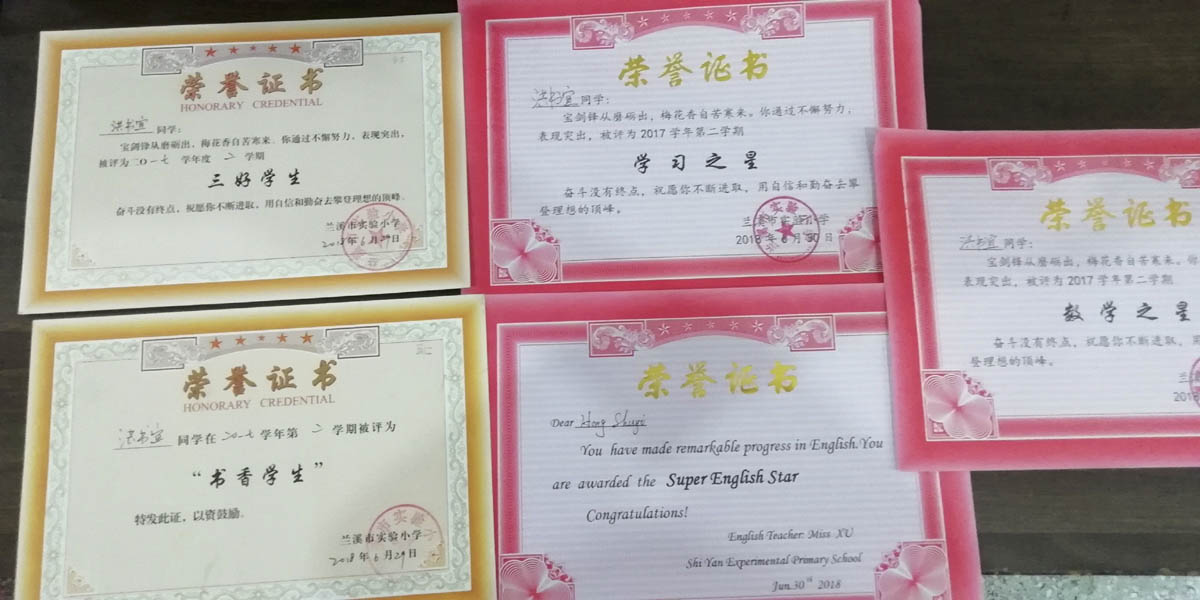 荣誉证书
HONORARY CREDENTIAL
洪书宜 同学:
宝剑锋从磨砺出,梅花香自苦寒来。你通过不懈努力,表现突出,
被评为二〇一七 学年度 二 学期
三好学生
奋斗没有终点,祝愿你不断进取,用自信和勤奋去攀登理想的顶峰。
兰溪市实验小学
2018年6月29日
荣誉证书
洪书宜同学:
宝剑锋从磨砺出,梅花香自苦寒来。你通过不懈努力,
表现突出,被评为2017学年第二学期
学习之星
奋斗没有终点,祝愿你不断进取,用自信和勤奋去攀
登理想的顶峰。
兰溪市实验小学
2018年6月30日
荣誉证书
洪书宜同学:
宝剑锋从磨砺出,梅花香自苦寒来。你
表现突出,被评为2017学年第二学期
数学之星
奋斗没有终点,祝愿你不断进取,用
登理想的顶峰。
兰
2018
荣誉证书
HONORARY CREDENTIAL
洪书宜 同学在 二〇一七 学年第 二 学期被评为
“书香学生”
特发此证,以资鼓励。
兰溪市实验小学
2018年6月29日
荣誉证书
Dear Hong Shuyi
You have made remarkable progress in English.You
are awarded the Super English Star
Congratulations!
English Teacher: Miss XU
Shi Yan Experimental Primary School
Jun.30th 2018